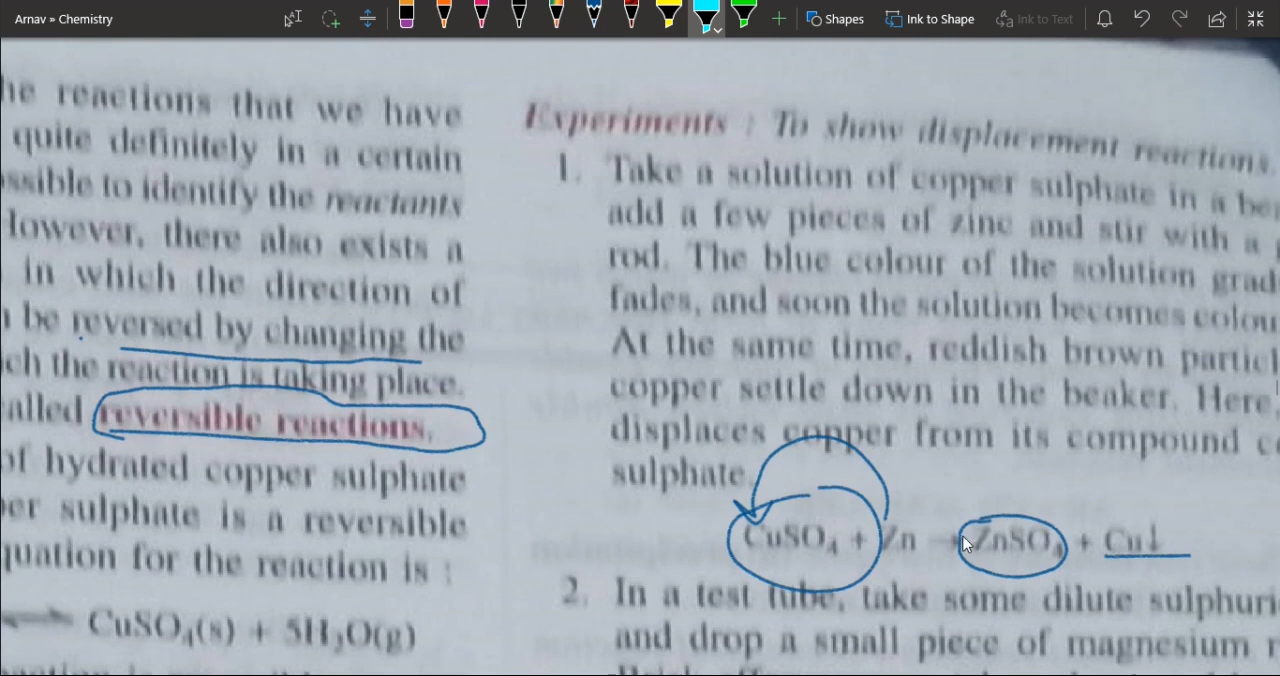 Arnav » Chemistry
Shapes
Ink to Shape
Ink to Text
he reactions that we have
quite definitely in a certain
ssible to identify the reactants
However, there also exists a
in which the direction of
be reversed by changing the
ch the reaction is taking place.
alled reversible reactions.
of hydrated copper sulphate
er sulphate is a reversible
quation for the reaction is :
⇌ CuSO₄(s) + 5H₂O(g)
Experiments : To show displacement reactions.
1. Take a solution of copper sulphate in a be
add a few pieces of zinc and stir with a
rod. The blue colour of the solution grad
fades, and soon the solution becomes colou
At the same time, reddish brown particl
copper settle down in the beaker. Here
displaces copper from its compound c
sulphate.
CuSO₄ + Zn → ZnSO₄ + Cu↓
2. In a test tube, take some dilute sulphuri
and drop a small piece of magnesium r